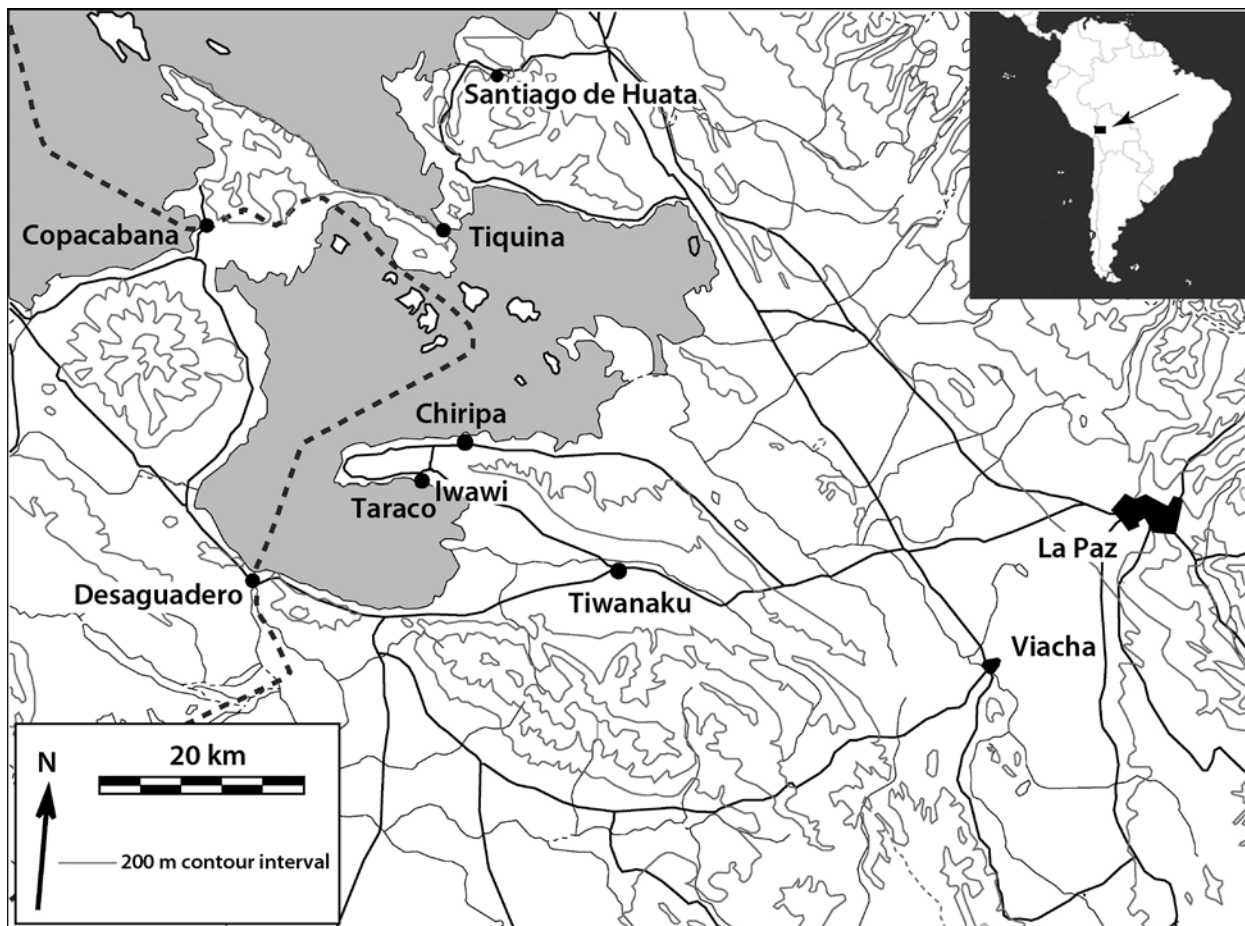 Santiago de Huata
Copacabana
Tiquina
Chiripa
Taraco
Iwawi
La Paz
Desaguadero
Tiwanaku
Viacha
20 km
N
200 m contour interval